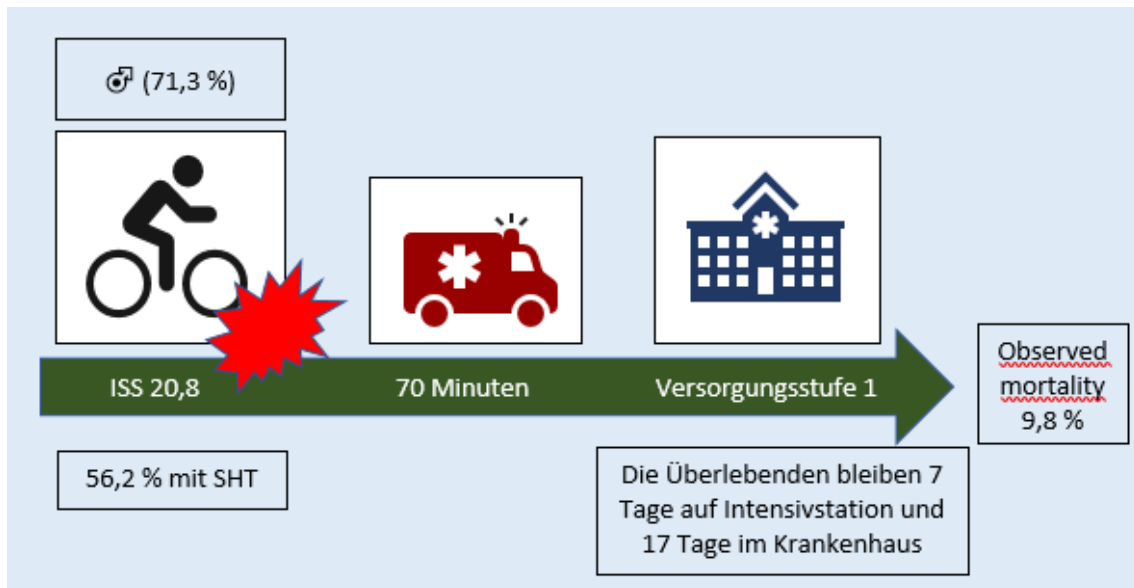 ♂ (71,3 %)
ISS 20,8
70 Minuten
Versorgungsstufe 1
Observed
mortality
9,8 %
56,2 % mit SHT
Die Überlebenden bleiben 7
Tage auf Intensivstation und
17 Tage im Krankenhaus